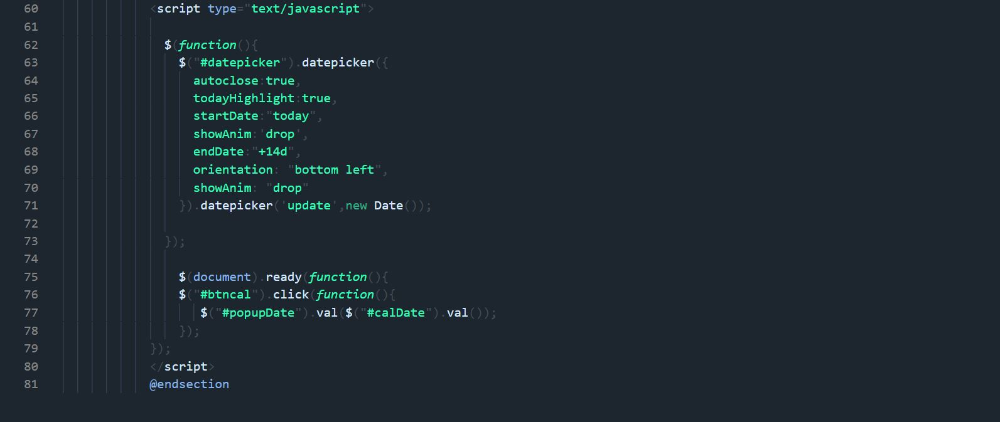 60 <script type="text/javascript">
61
62 $(function(){
63 $("#datepicker").datepicker({
64 autoclose:true,
65 todayHighlight:true,
66 startDate:"today",
67 showAnim:'drop',
68 endDate:"+14d",
69 orientation: "bottom left",
70 showAnim: "drop"
71 }).datepicker('update',new Date());
72
73 });
74
75 $(document).ready(function(){
76 $("#btncal").click(function(){
77 $("#popupDate").val($("#calDate").val());
78 });
79 });
80 </script>
81 @endsection